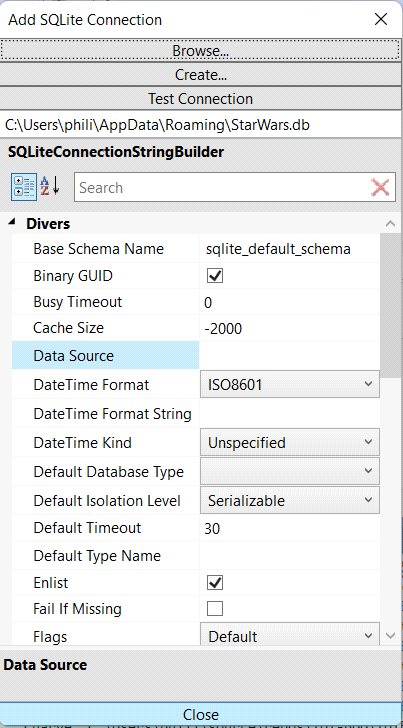 Add SQLite Connection
Browse...
Create...
Test Connection
C:\Users\phili\AppData\Roaming\StarWars.db
SQLiteConnectionStringBuilder
Search
Divers
Base Schema Name sqlite_default_schema
Binary GUID
Busy Timeout 0
Cache Size -2000
Data Source
DateTime Format ISO8601
DateTime Format String
DateTime Kind Unspecified
Default Database Type
Default Isolation Level Serializable
Default Timeout 30
Default Type Name
Enlist
Fail If Missing
Flags Default
Data Source
Close